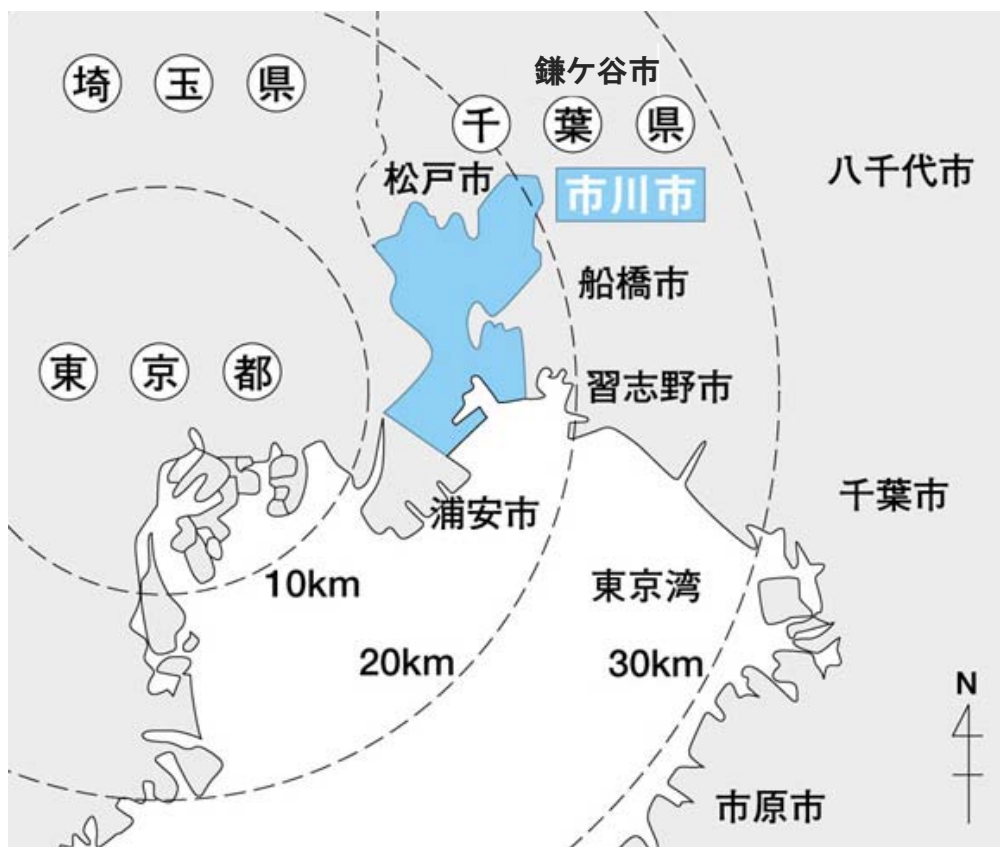 鎌ケ谷市
埼玉県
千葉県
松戸市
市川市
八千代市
船橋市
東京都
習志野市
千葉市
浦安市
10km
東京湾
20km
30km
N
市原市